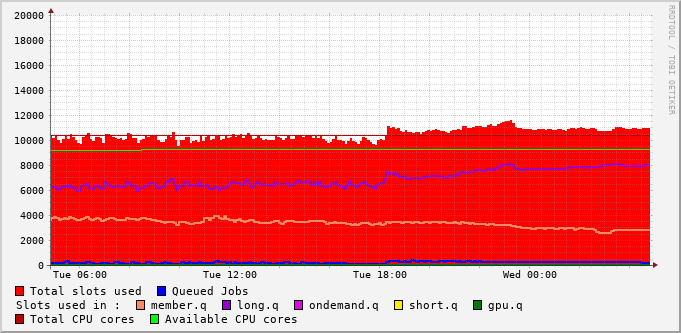 20000
18000
16000
14000
12000
10000
8000
6000
4000
2000
0
Tue 06:00 Tue 12:00 Tue 18:00 Wed 00:00
RRDTOOL / TOBI OETIKER
Total slots used Queued Jobs
Slots used in : member.q long.q ondemand.q short.q gpu.q
Total CPU cores Available CPU cores